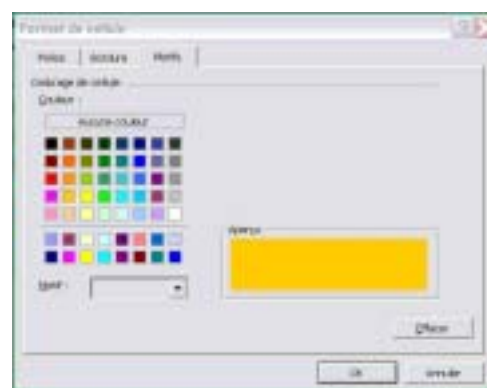 Format de cellule
Police Bordure Motifs
Ombrage de cellule
Couleur :
Aucune couleur
Aperçu
Motif :
Effacer
OK Annuler